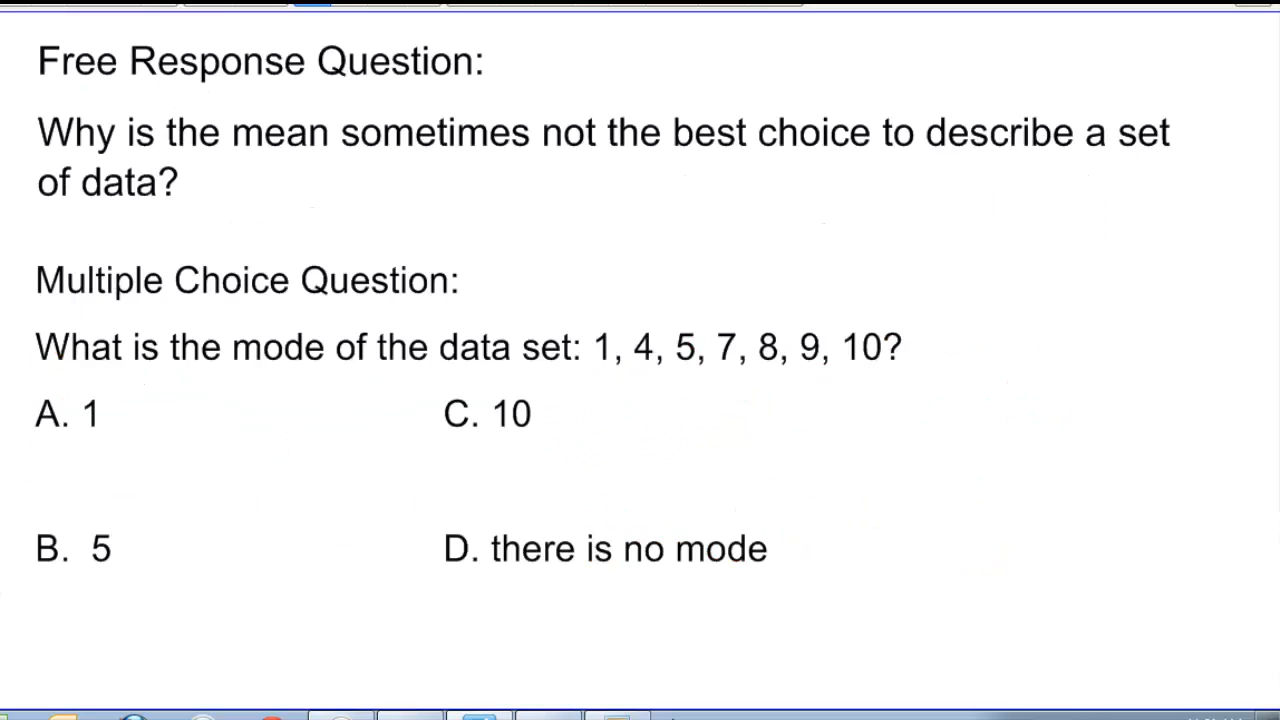 Free Response Question:
Why is the mean sometimes not the best choice to describe a set
of data?
Multiple Choice Question:
What is the mode of the data set: 1, 4, 5, 7, 8, 9, 10?
A. 1
C. 10
B. 5
D. there is no mode